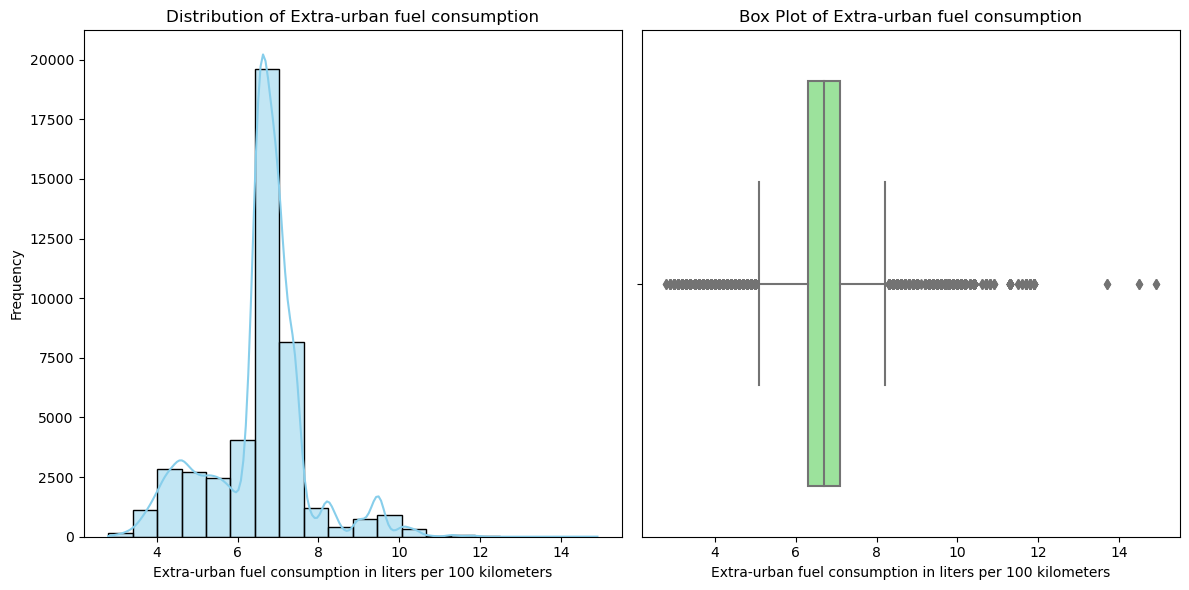 Distribution of Extra-urban fuel consumption
Frequency
20000
17500
15000
12500
10000
7500
5000
2500
0
4 6 8 10 12 14
Extra-urban fuel consumption in liters per 100 kilometers
Box Plot of Extra-urban fuel consumption
4 6 8 10 12 14
Extra-urban fuel consumption in liters per 100 kilometers